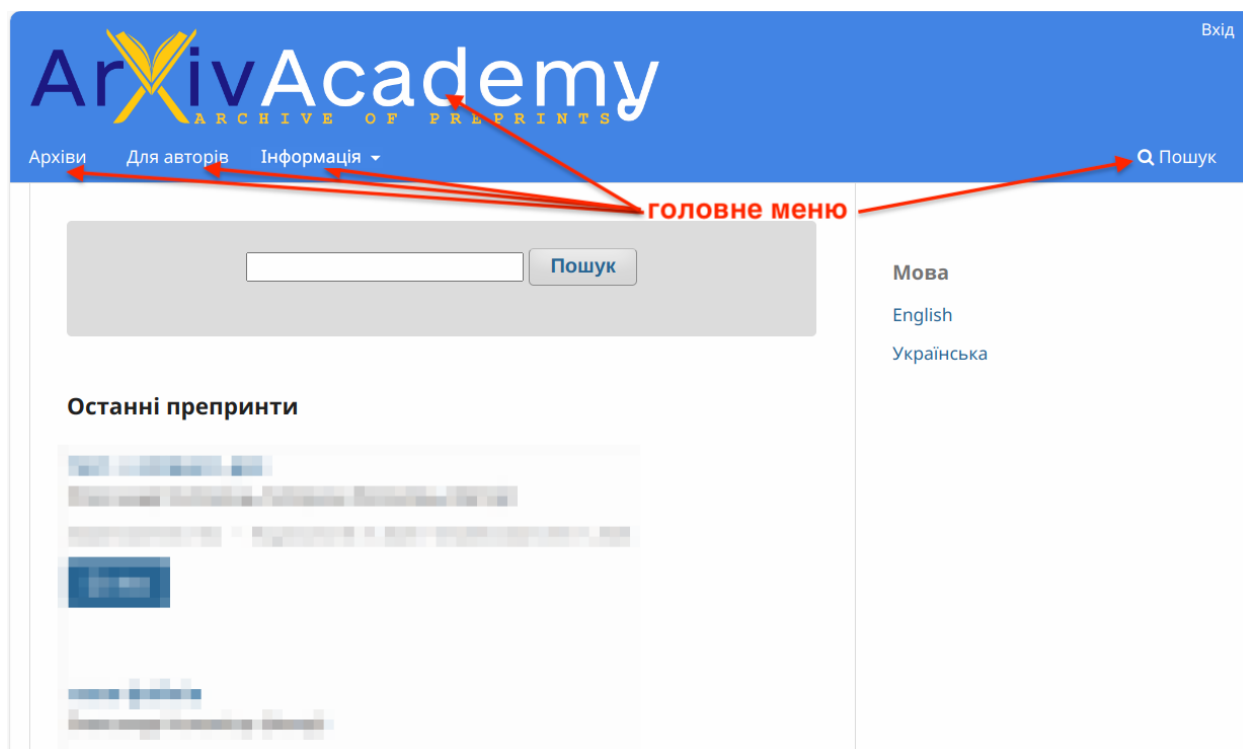 Вхід
ArXivAcademy
ARCHIVE OF PREPRINTS
Архіви Для авторів Інформація Пошук
головне меню
Пошук
Мова
English
Українська
Останні препринти